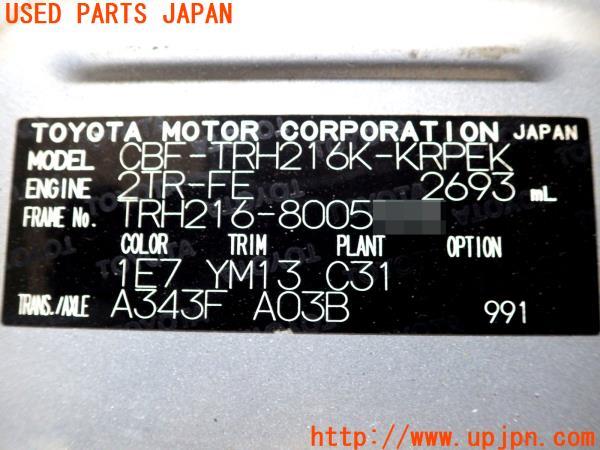 USED PARTS JAPAN
TOYOTA MOTOR CORPORATION JAPAN
MODEL CBF-TRH216K-KRPEK
ENGINE 2TR-FE 2693 mL
FRAME No. TRH216-8005
COLOR TRIM PLANT OPTION
1E7 YM13 C31
TRANS./AXLE A343F A03B 991
http://www.upjpn.com/